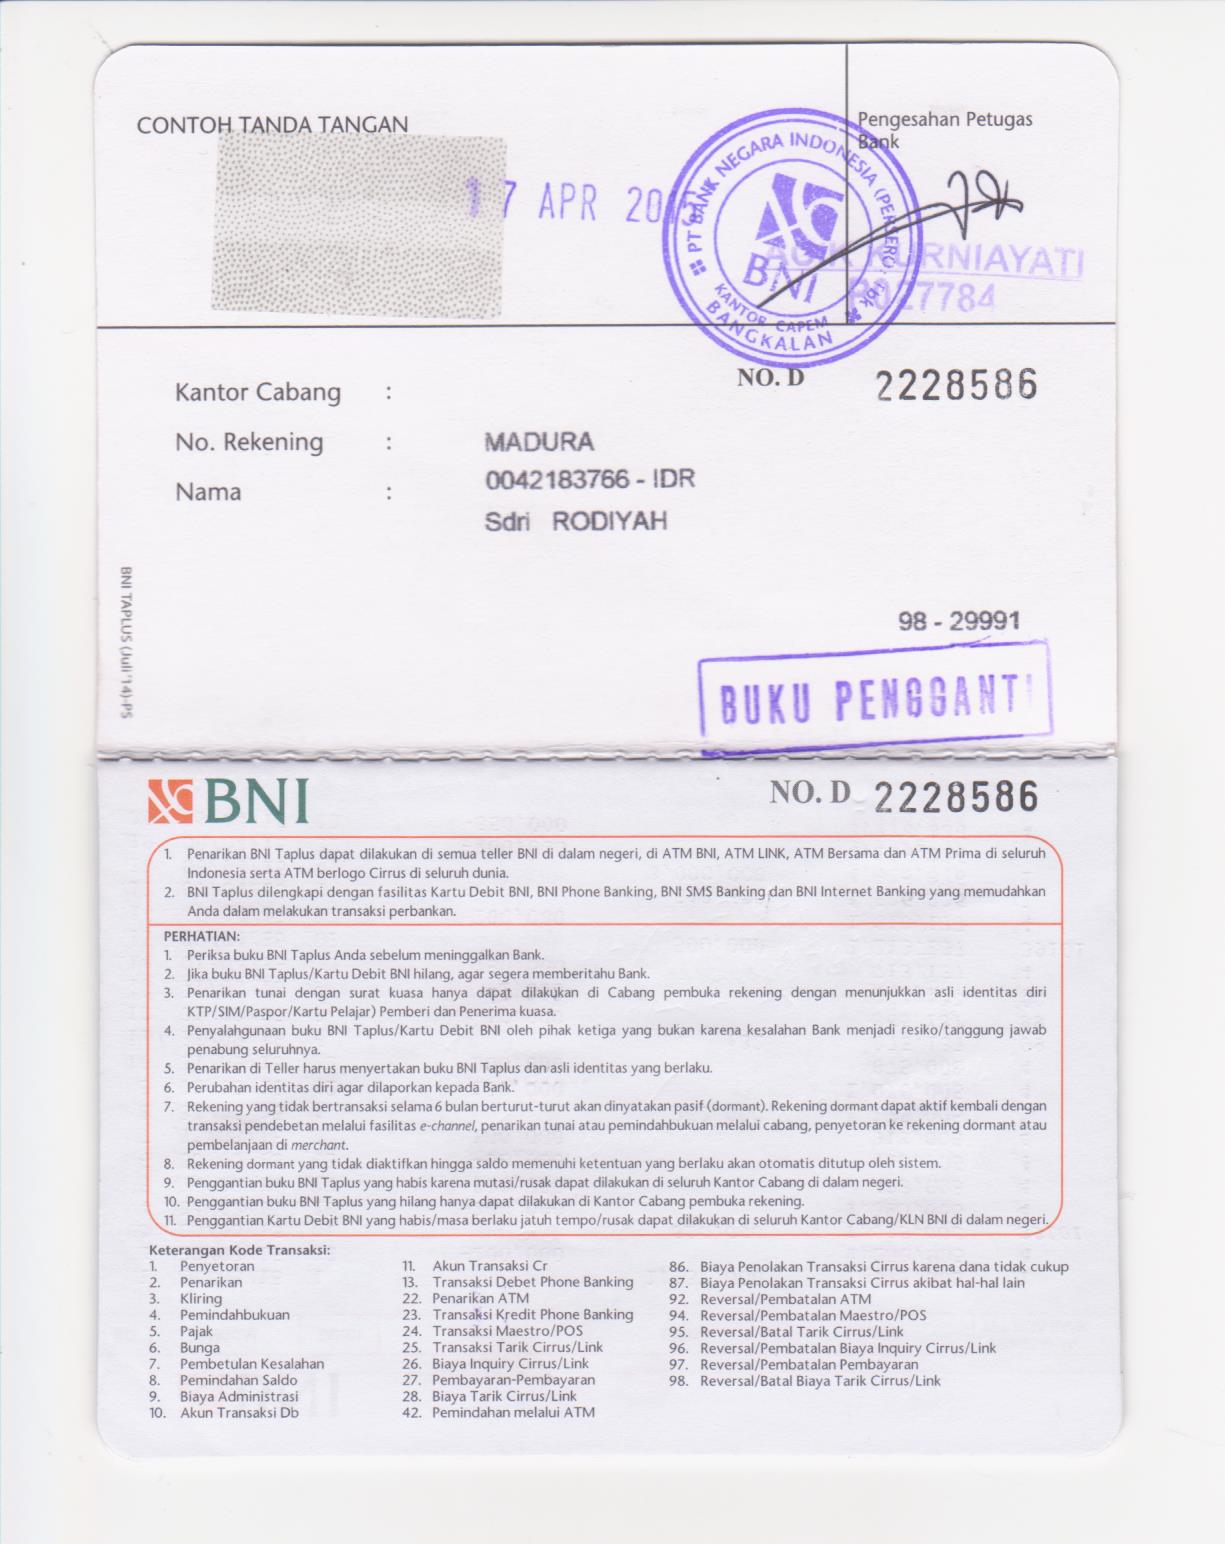 CONTOH TANDA TANGAN
Pengesahan Petugas
Bank
17 APR 20
PT BANK NEGARA INDONESIA (PERSERO) Tbk
BNI
KANTOR CAPEM
BANGKALAN
KURNIAYATI
27784
NO. D 2228586
Kantor Cabang :
No. Rekening : MADURA
0042183766 - IDR
Nama :
Sdri RODIYAH
BNI TAPLUS (Juli'14)-PS
98 - 29991
BUKU PENGGANTI
BNI
NO. D 2228586
1. Penarikan BNI Taplus dapat dilakukan di semua teller BNI di dalam negeri, di ATM BNI, ATM LINK, ATM Bersama dan ATM Prima di seluruh
Indonesia serta ATM berlogo Cirrus di seluruh dunia.
2. BNI Taplus dilengkapi dengan fasilitas Kartu Debit BNI, BNI Phone Banking, BNI SMS Banking dan BNI Internet Banking yang memudahkan
Anda dalam melakukan transaksi perbankan.
PERHATIAN:
1. Periksa buku BNI Taplus Anda sebelum meninggalkan Bank.
2. Jika buku BNI Taplus/Kartu Debit BNI hilang, agar segera memberitahu Bank.
3. Penarikan tunai dengan surat kuasa hanya dapat dilakukan di Cabang pembuka rekening dengan menunjukkan asli identitas diri
KTP/SIM/Paspor/Kartu Pelajar) Pemberi dan Penerima kuasa.
4. Penyalahgunaan buku BNI Taplus/Kartu Debit BNI oleh pihak ketiga yang bukan karena kesalahan Bank menjadi resiko/tanggung jawab
penabung seluruhnya.
5. Penarikan di Teller harus menyertakan buku BNI Taplus dan asli identitas yang berlaku.
6. Perubahan identitas diri agar dilaporkan kepada Bank.
7. Rekening yang tidak bertransaksi selama 6 bulan berturut-turut akan dinyatakan pasif (dormant). Rekening dormant dapat aktif kembali dengan
transaksi pendebetan melalui fasilitas e-channel, penarikan tunai atau pemindahbukuan melalui cabang, penyetoran ke rekening dormant atau
pembelanjaan di merchant.
8. Rekening dormant yang tidak diaktifkan hingga saldo memenuhi ketentuan yang berlaku akan otomatis ditutup oleh sistem.
9. Penggantian buku BNI Taplus yang habis karena mutasi/rusak dapat dilakukan di seluruh Kantor Cabang di dalam negeri.
10. Penggantian buku BNI Taplus yang hilang hanya dapat dilakukan di Kantor Cabang pembuka rekening.
11. Penggantian Kartu Debit BNI yang habis/masa berlaku jatuh tempo/rusak dapat dilakukan di seluruh Kantor Cabang/KLN BNI di dalam negeri.
Keterangan Kode Transaksi:
1. Penyetoran
2. Penarikan
3. Kliring
4. Pemindahbukuan
5. Pajak
6. Bunga
7. Pembetulan Kesalahan
8. Pemindahan Saldo
9. Biaya Administrasi
10. Akun Transaksi Db
11. Akun Transaksi Cr
13. Transaksi Debet Phone Banking
22. Penarikan ATM
23. Transaksi Kredit Phone Banking
24. Transaksi Maestro/POS
25. Transaksi Tarik Cirrus/Link
26. Biaya Inquiry Cirrus/Link
27. Pembayaran-Pembayaran
28. Biaya Tarik Cirrus/Link
42. Pemindahan melalui ATM
86. Biaya Penolakan Transaksi Cirrus karena dana tidak cukup
87. Biaya Penolakan Transaksi Cirrus akibat hal-hal lain
92. Reversal/Pembatalan ATM
94. Reversal/Pembatalan Maestro/POS
95. Reversal/Batal Tarik Cirrus/Link
96. Reversal/Pembatalan Biaya Inquiry Cirrus/Link
97. Reversal/Pembatalan Pembayaran
98. Reversal/Batal Biaya Tarik Cirrus/Link